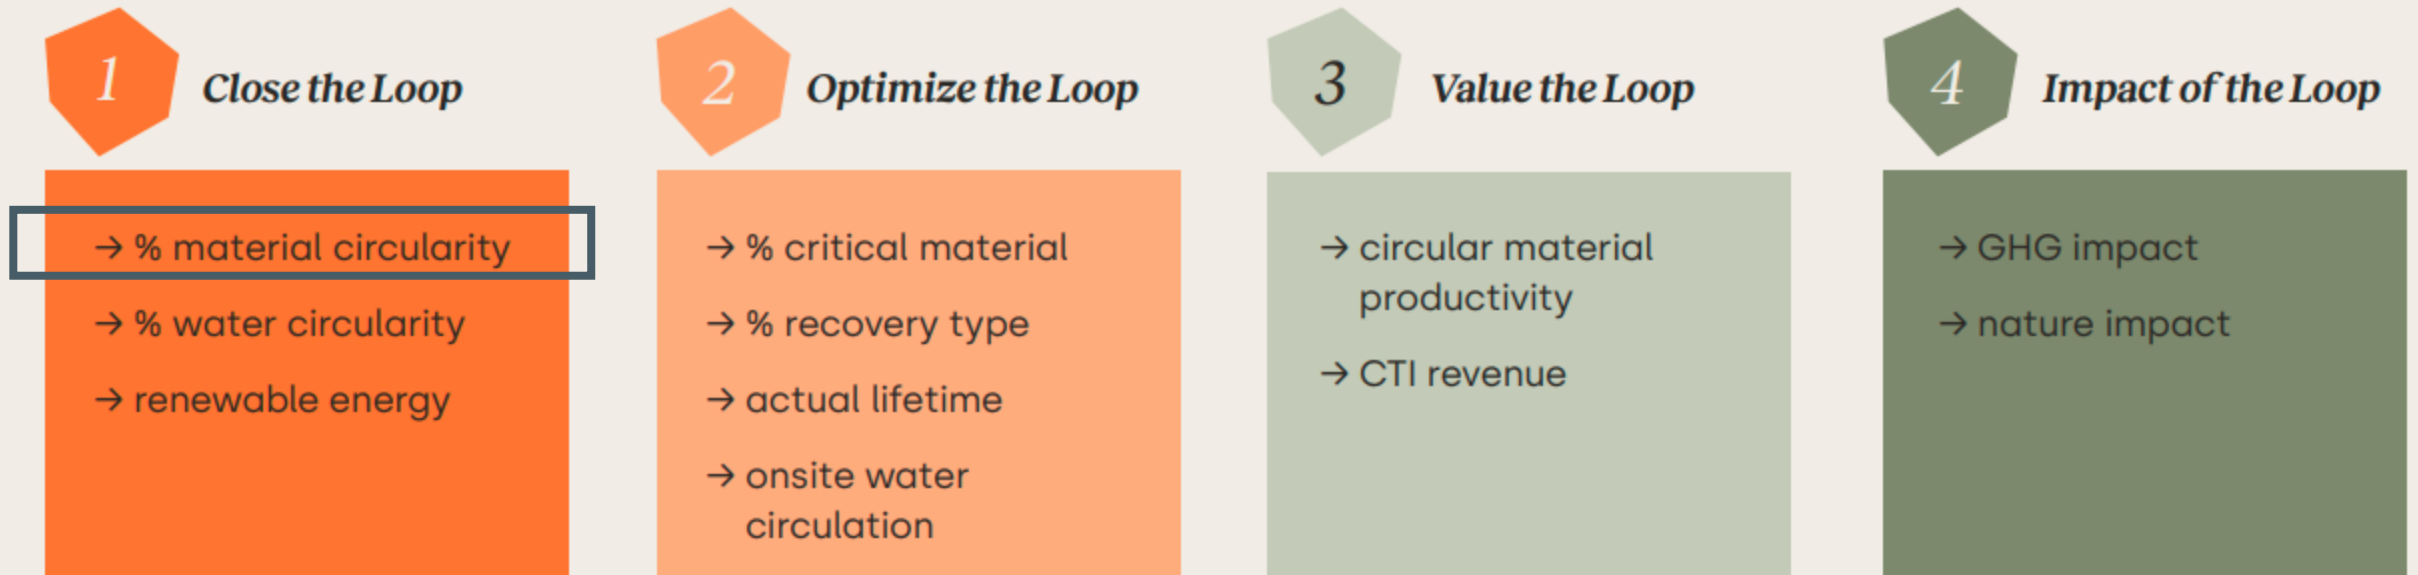 1 Close the Loop
→ % material circularity
→ % water circularity
→ renewable energy
2 Optimize the Loop
→ % critical material
→ % recovery type
→ actual lifetime
→ onsite water
circulation
3 Value the Loop
→ circular material
productivity
→ CTI revenue
4 Impact of the Loop
→ GHG impact
→ nature impact